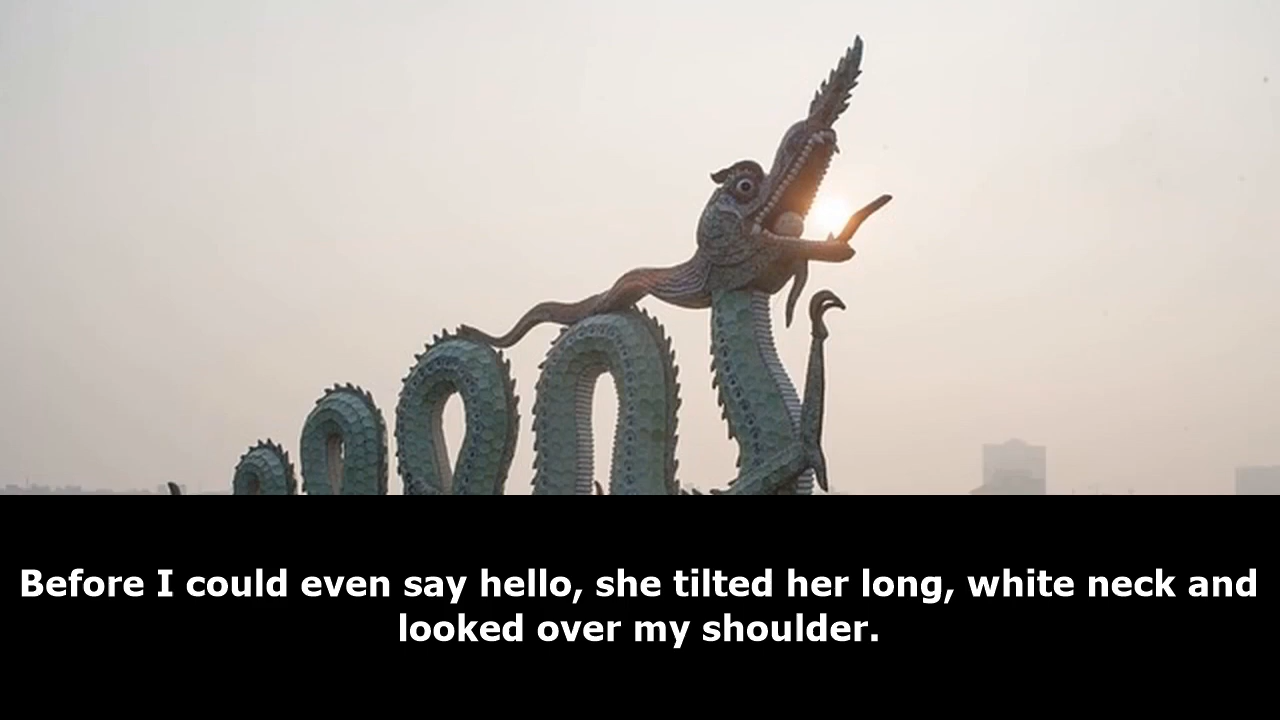 Before I could even say hello, she tilted her long, white neck and
looked over my shoulder.